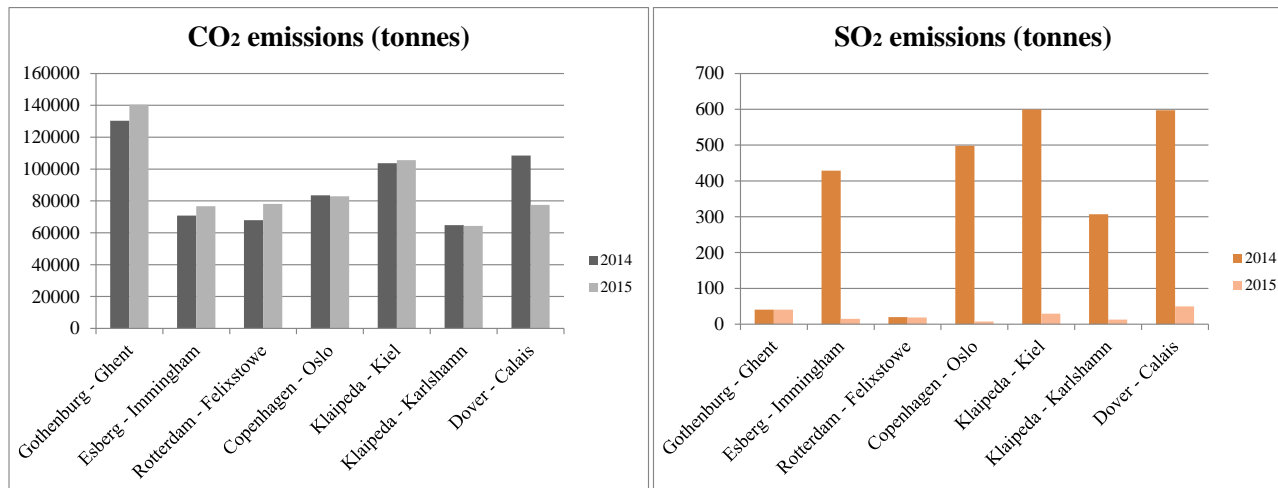 CO₂ emissions (tonnes)
160000
140000
120000
100000
80000
60000
40000
20000
0
2014
2015
Gothenburg - Ghent
Esberg - Immingham
Rotterdam - Felixstowe
Copenhagen - Oslo
Klaipeda - Kiel
Klaipeda - Karlshamn
Dover - Calais
SO₂ emissions (tonnes)
700
600
500
400
300
200
100
0
2014
2015
Gothenburg - Ghent
Esberg - Immingham
Rotterdam - Felixstowe
Copenhagen - Oslo
Klaipeda - Kiel
Klaipeda - Karlshamn
Dover - Calais